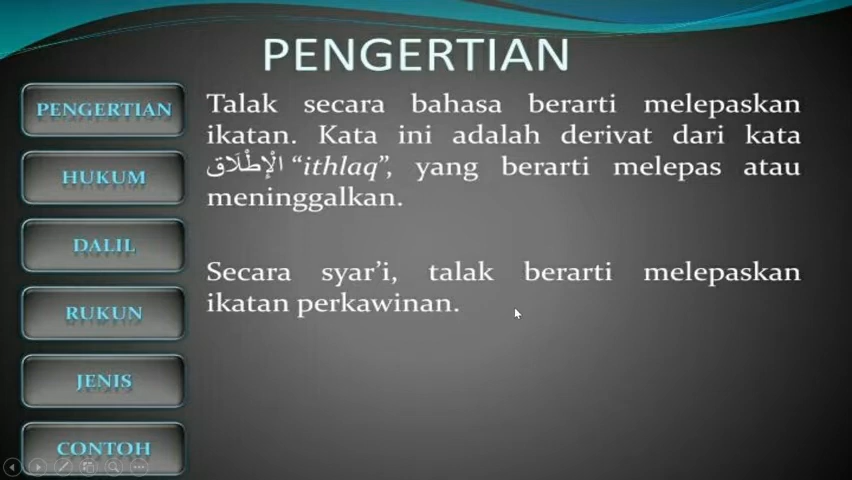 PENGERTIAN
PENGERTIAN
HUKUM
DALIL
RUKUN
JENIS
CONTOH
Talak secara bahasa berarti melepaskan
ikatan. Kata ini adalah derivat dari kata
الْإِطْلَاق “ithlaq”, yang berarti melepas atau
meninggalkan.
Secara syar’i, talak berarti melepaskan
ikatan perkawinan.